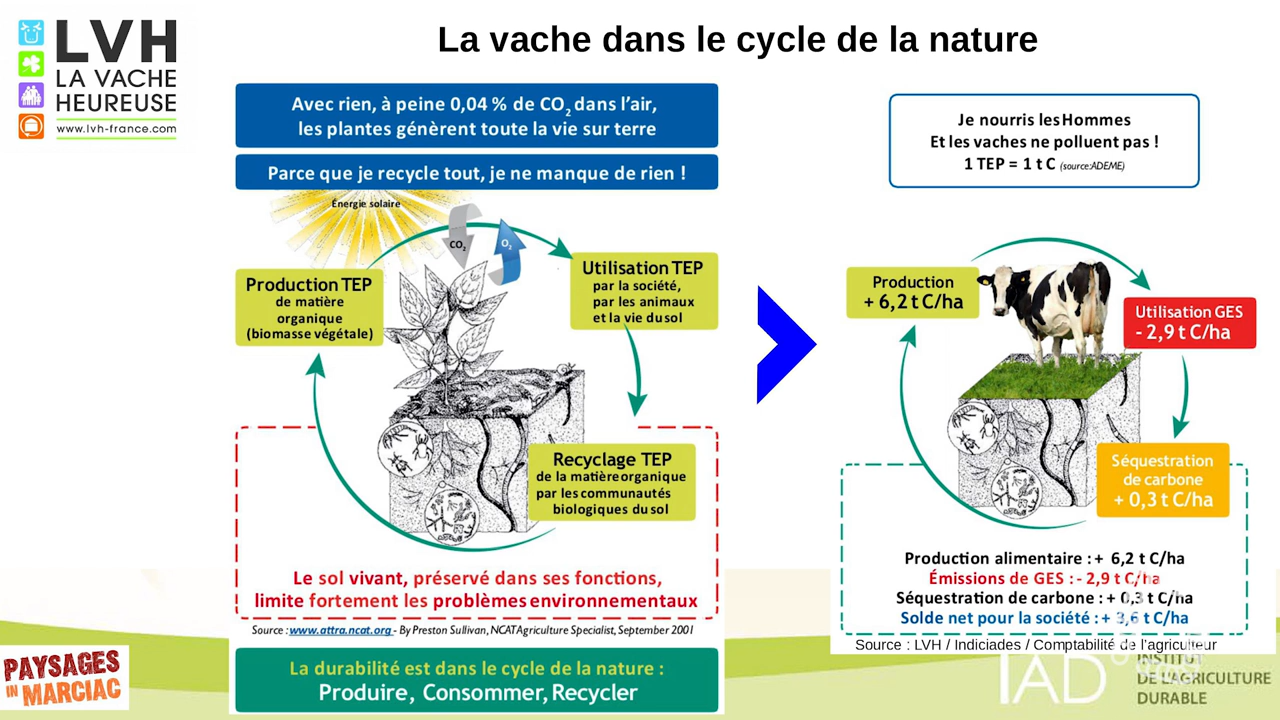 LVH
LA VACHE
HEUREUSE
www.lvh-france.com
La vache dans le cycle de la nature
Avec rien, à peine 0,04 % de CO2 dans l'air,
les plantes génèrent toute la vie sur terre
Parce que je recycle tout, je ne manque de rien !
Énergie solaire
CO2
O2
Production TEP
de matière
organique
(biomasse végétale)
Utilisation TEP
par la société,
par les animaux
et la vie du sol
Recyclage TEP
de la matière organique
par les communautés
biologiques du sol
Le sol vivant, préservé dans ses fonctions,
limite fortement les problèmes environnementaux
Source : www.attra.ncat.org - By Preston Sullivan, NCAT Agriculture Specialist, September 2001
La durabilité est dans le cycle de la nature :
Produire, Consommer, Recycler
Je nourris les Hommes
Et les vaches ne polluent pas !
1 TEP = 1 t C (source:ADEME)
Production
+ 6,2 t C/ha
Utilisation GES
- 2,9 t C/ha
Séquestration
de carbone
+ 0,3 t C/ha
Production alimentaire : + 6,2 t C/ha
Émissions de GES : - 2,9 t C/ha
Séquestration de carbone : + 0,3 t C/ha
Solde net pour la société : + 3,6 t C/ha
Source : LVH / Indiciades / Comptabilité de l'agriculteur
PAYSAGES
IN MARCIAC
IAD
INSTITUT
DE L'AGRICULTURE
DURABLE